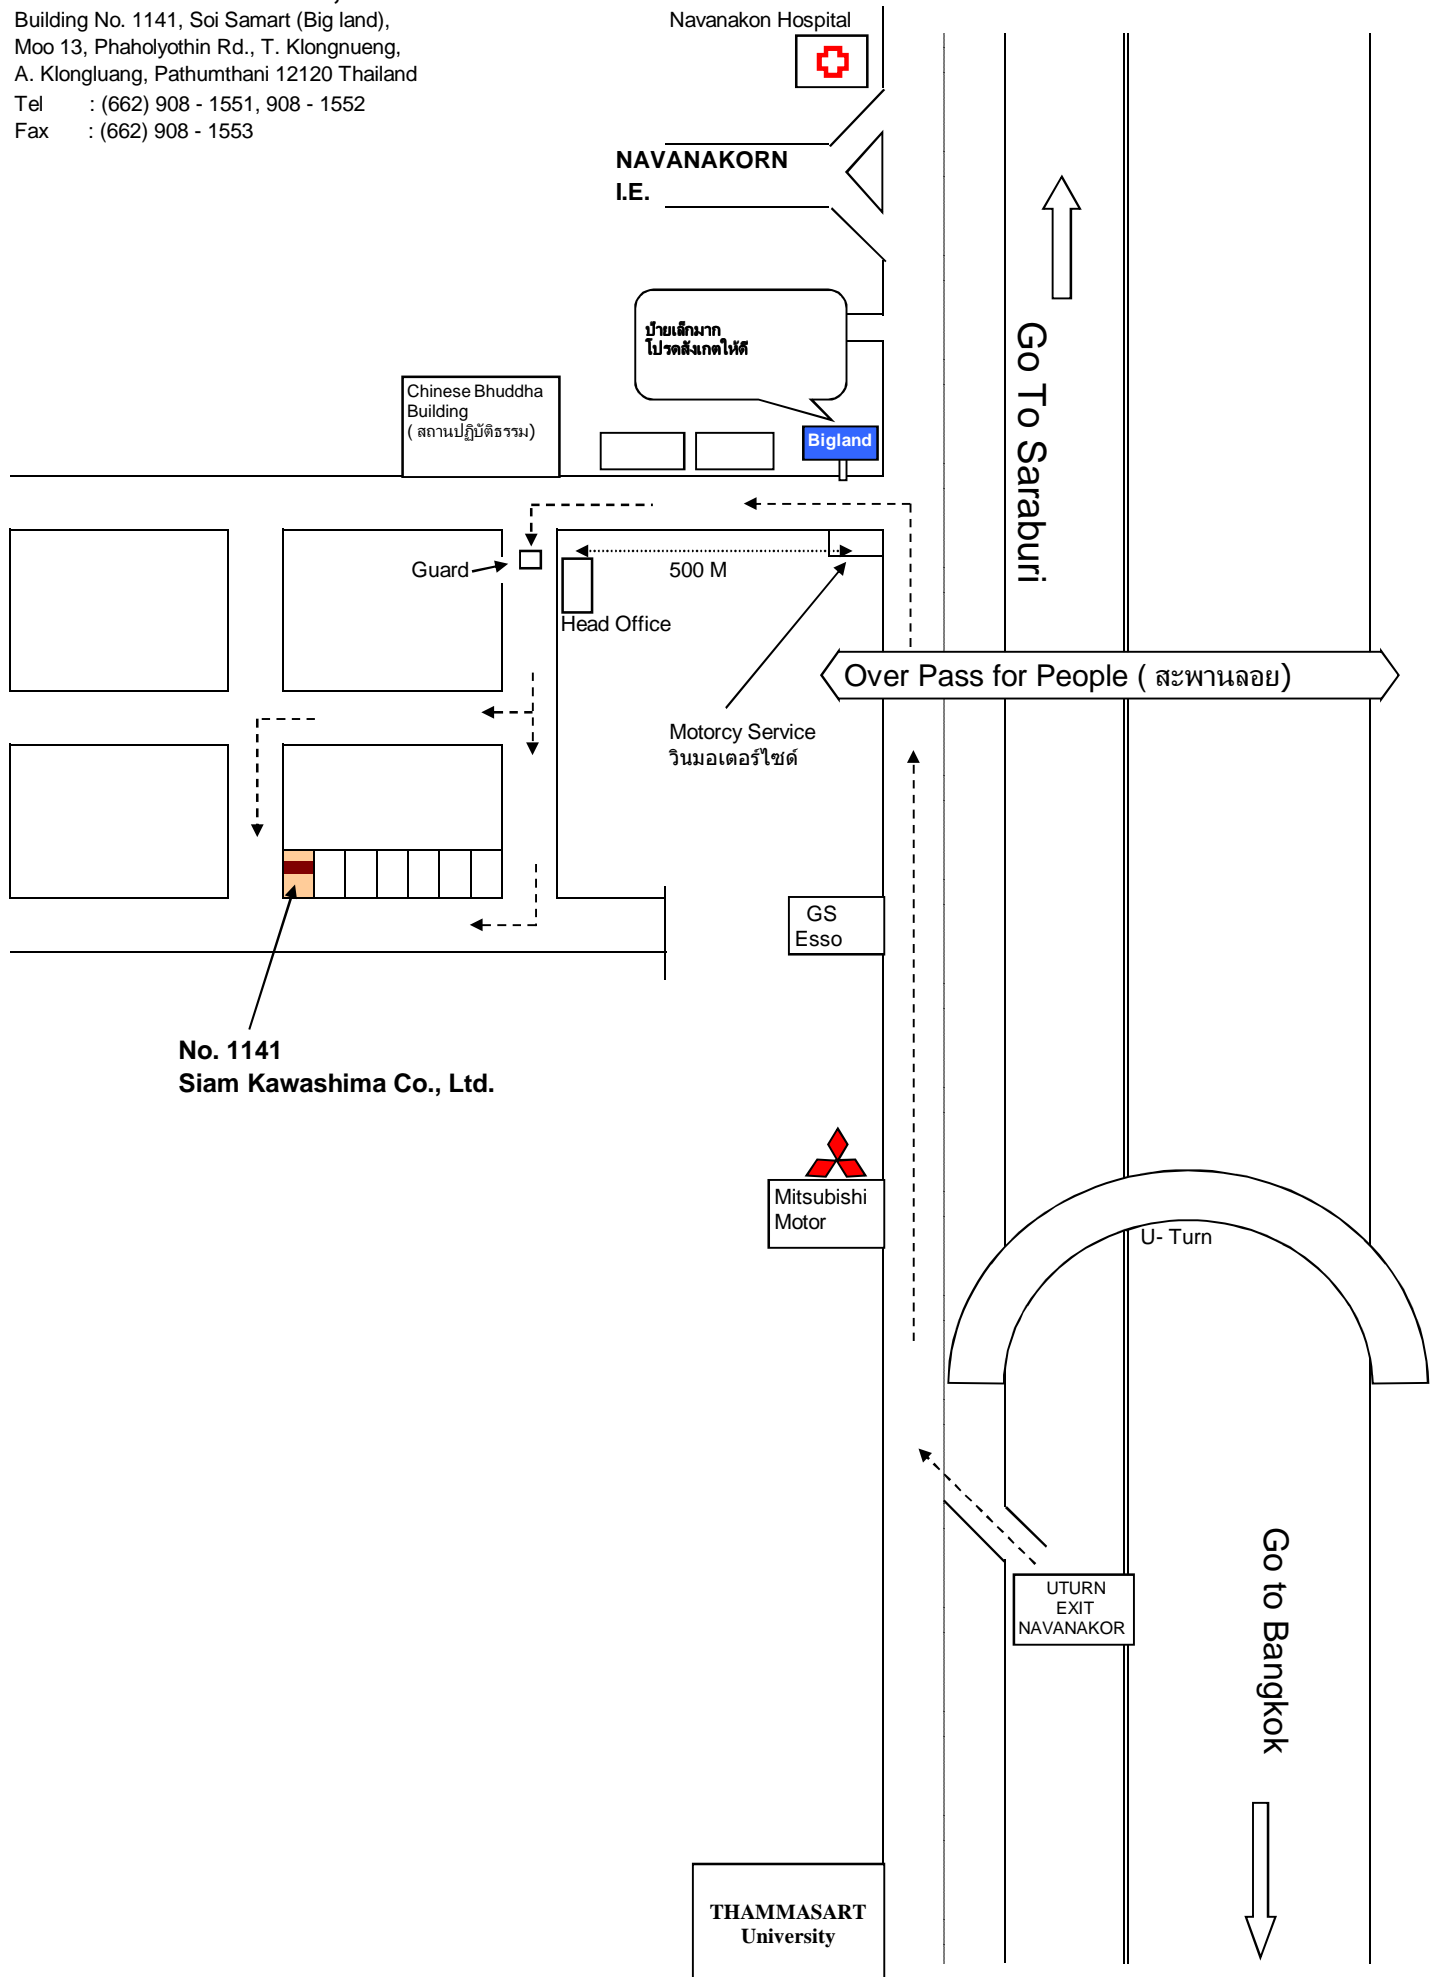 Building No. 1141, Soi Samart (Big land),
Moo 13, Phaholyothin Rd., T. Klongnueng,
A. Klongluang, Pathumthani 12120 Thailand
Tel : (662) 908 - 1551, 908 - 1552
Fax : (662) 908 - 1553
Navanakon Hospital
NAVANAKORN
I.E.
ป้ายเล็กมาก
โปรดสังเกตให้ดี
Go To Saraburi
Chinese Bhuddha
Building
( สถานปฏิบัติธรรม)
Bigland
Guard
500 M
Head Office
Over Pass for People ( สะพานลอย)
Motorcy Service
วินมอเตอร์ไซด์
GS
Esso
No. 1141
Siam Kawashima Co., Ltd.
Mitsubishi
Motor
U- Turn
UTURN
EXIT
NAVANAKOR
Go to Bangkok
THAMMASART
University